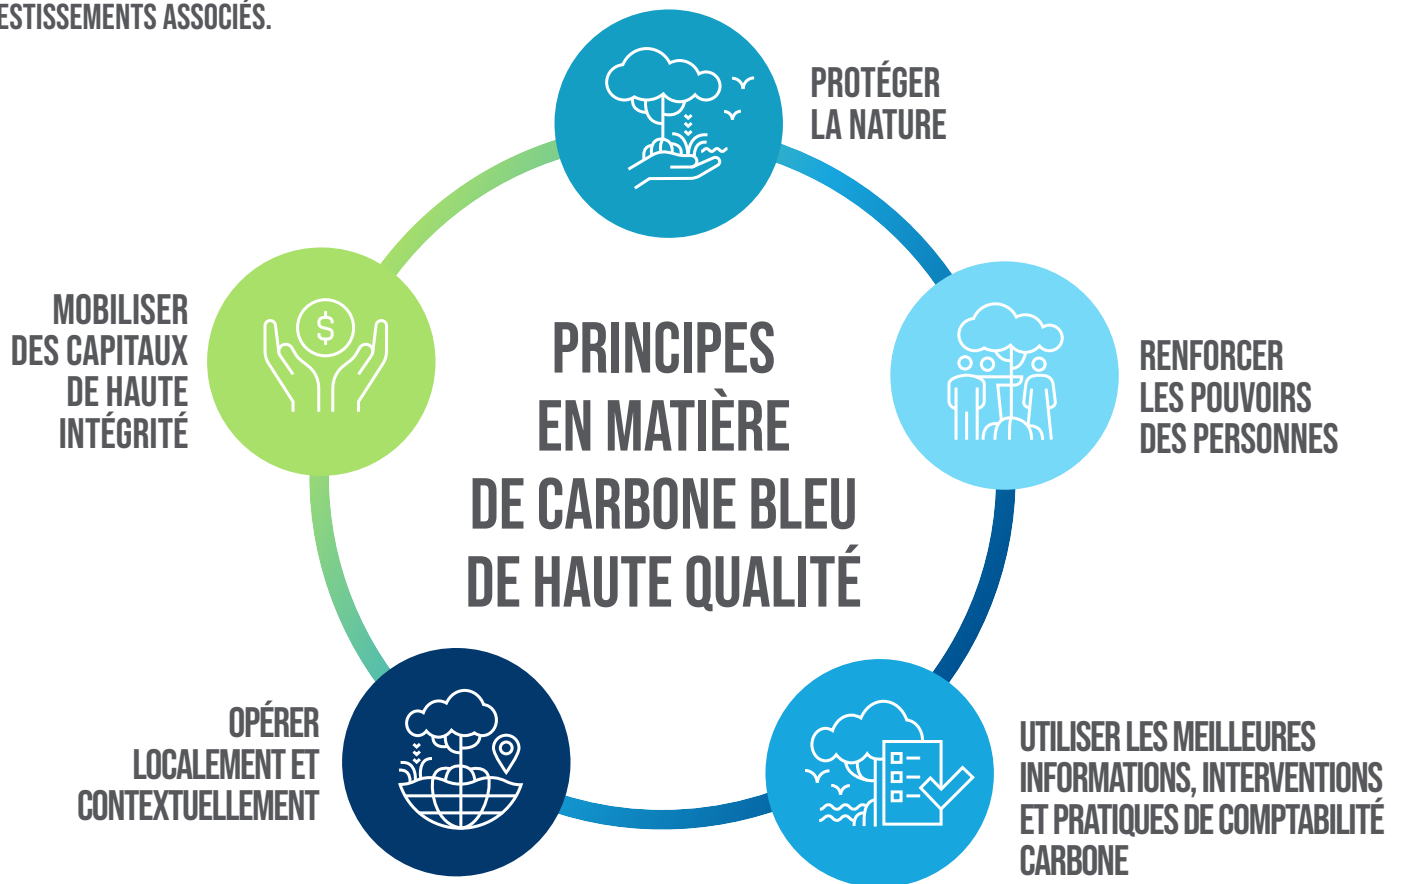 ESTISSEMENTS ASSOCIÉS.
PROTÉGER
LA NATURE
MOBILISER
DES CAPITAUX
DE HAUTE
INTÉGRITÉ
PRINCIPES
EN MATIÈRE
DE CARBONE BLEU
DE HAUTE QUALITÉ
RENFORCER
LES POUVOIRS
DES PERSONNES
OPÉRER
LOCALEMENT ET
CONTEXTUELLEMENT
UTILISER LES MEILLEURES
INFORMATIONS, INTERVENTIONS
ET PRATIQUES DE COMPTABILITÉ
CARBONE
$